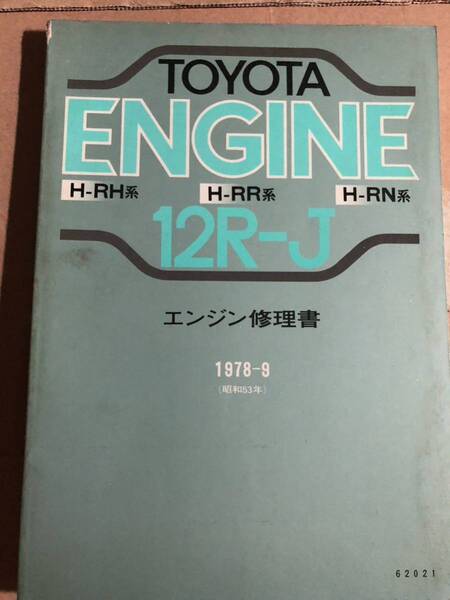 TOYOTA
ENGINE
H-RH系 H-RR系 H-RN系
12R-J
エンジン修理書
1978-9
(昭和53年)
62021